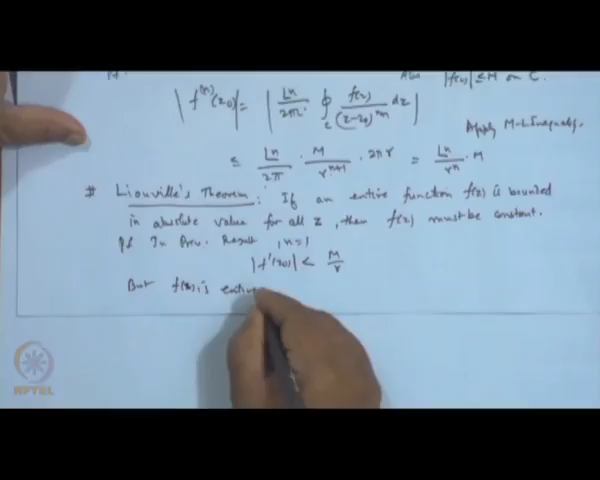 Pf. Also |f(z)| ≤ M on C.
|f^(n)(z0)| = | Ln/2πi ∮c f(z)/(z-z0)^n+1 dz |
Apply M-L Inequality.
≤ Ln/2π · M/r^n+1 · 2πr = Ln/r^n · M
# Liouville's Theorem: If an entire function f(z) is bounded
in absolute value for all z, then f(z) must be constant.
Pf In Prev. Result, n=1
|f'(z0)| < M/r
But f(z) is entire
NPTEL